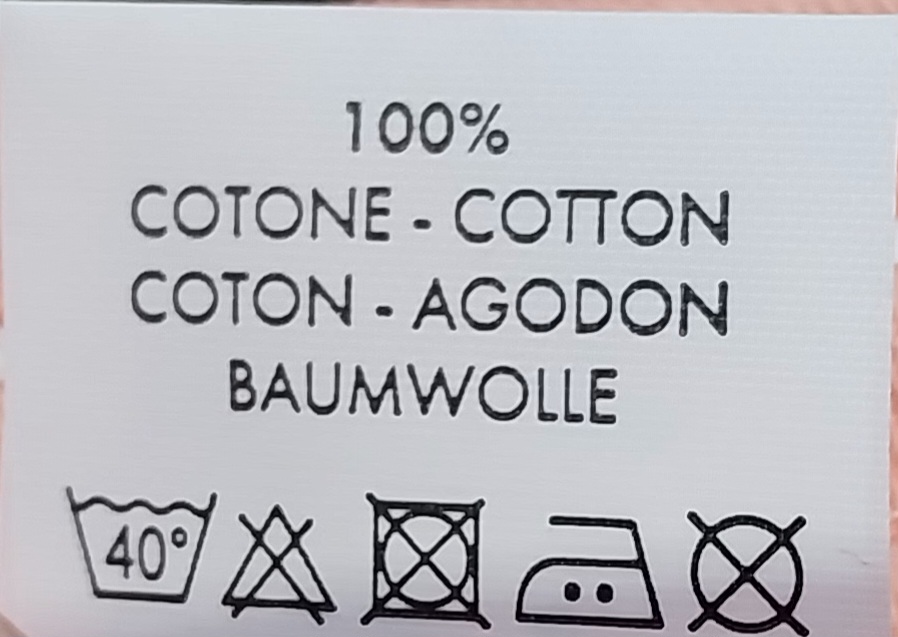 100%
COTONE - COTTON
COTON - AGODON
BAUMWOLLE
40°